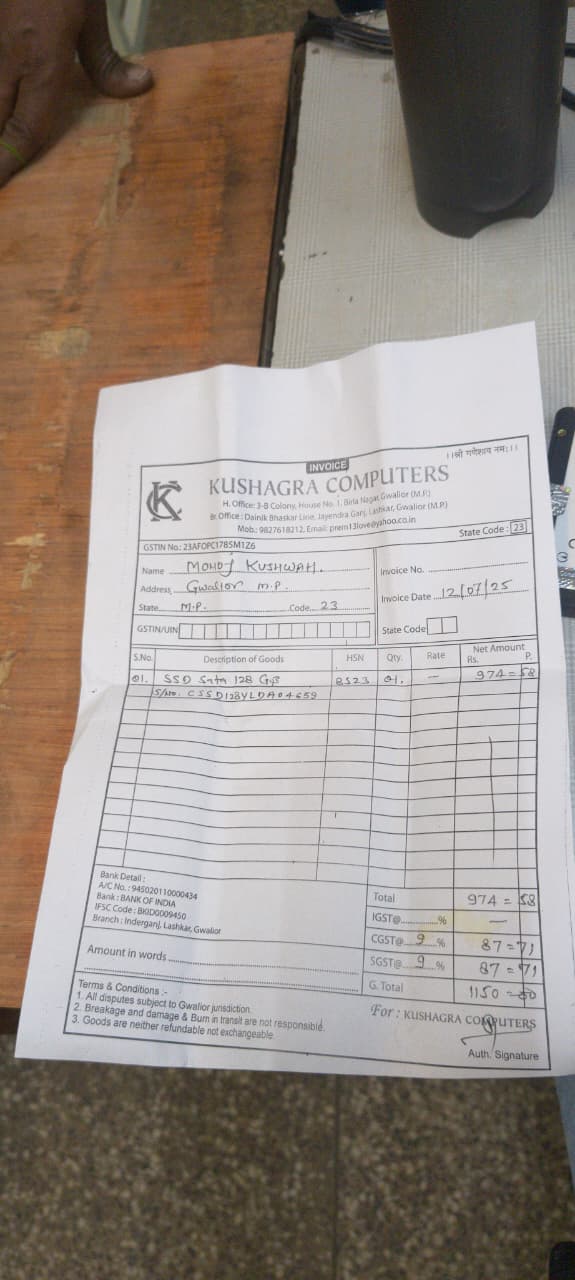 ।।श्री गणेशाय नमः।।
INVOICE
KC
KUSHAGRA COMPUTERS
H. Office: 3-B Colony, House No. 1, Birla Nagar, Gwalior (M.P.)
Br. Office : Dainik Bhaskar Line, Jayendra Ganj, Lashkar, Gwalior (M.P.)
Mob.: 9827618212, Email: prem13love@yahoo.co.in
State Code : 23
GSTIN No.: 23AFOPC1785M1Z6
Name MOHDJ KUSHWAH.
Address Gwalior M.P.
State M.P. Code 23
GSTIN/UIN
Invoice No.
Invoice Date 12/07/25
State Code
S.No. Description of Goods HSN Qty. Rate Net Amount
Rs. P.
01. SSD Sata 128 GB 8523 01. — 974=58
S/No. CSSD128YLDA04659
Bank Detail :
A/C No. : 945020110000434
Bank : BANK OF INDIA
IFSC Code : BKID0009450
Branch : Inderganj, Lashkar, Gwalior
Amount in words
Total 974 = 58
IGST@ % —
CGST@ 9 % 87=71
SGST@ 9 % 87=71
G. Total 1150=00
Terms & Conditions :-
1. All disputes subject to Gwalior jurisdiction.
2. Breakage and damage & Burn in transit are not responsible.
3. Goods are neither refundable not exchangeable.
For : KUSHAGRA COMPUTERS
Auth. Signature